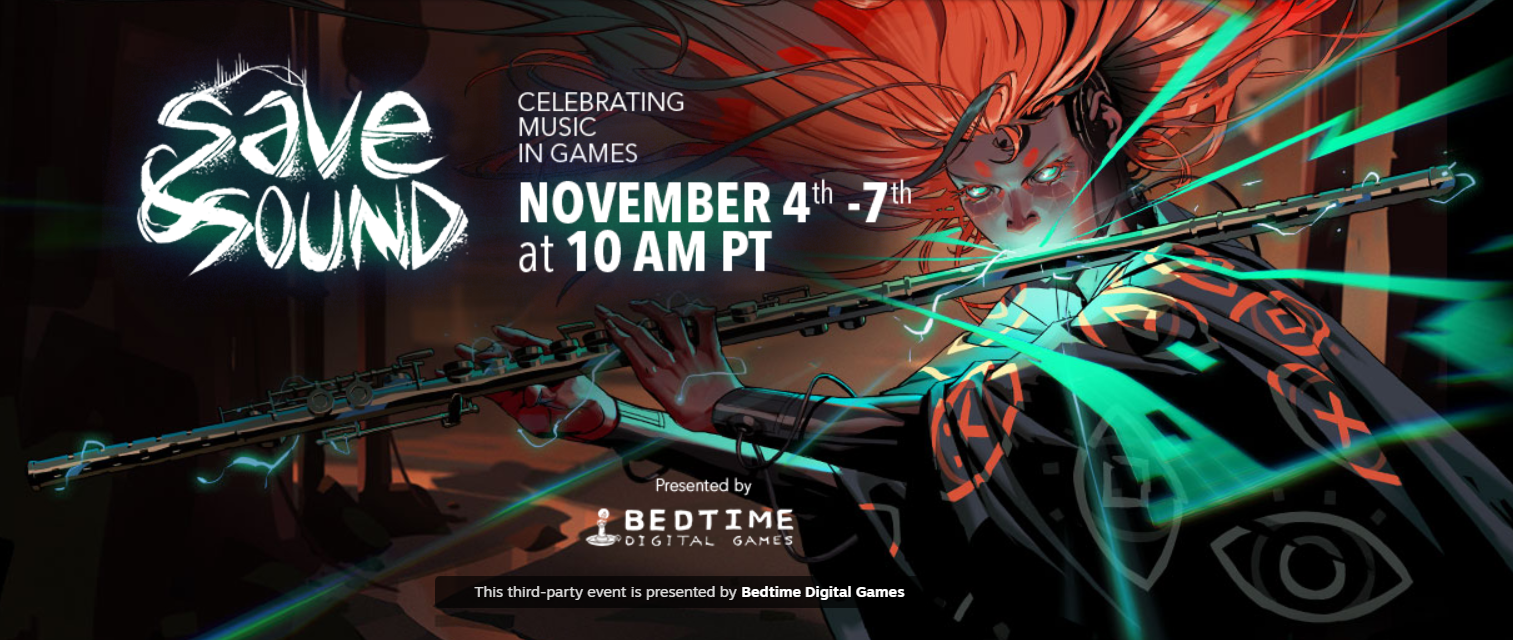 Save
& SOUND
CELEBRATING
MUSIC
IN GAMES
NOVEMBER 4th -7th
at 10 AM PT
Presented by
BEDTIME
DIGITAL GAMES
This third-party event is presented by Bedtime Digital Games